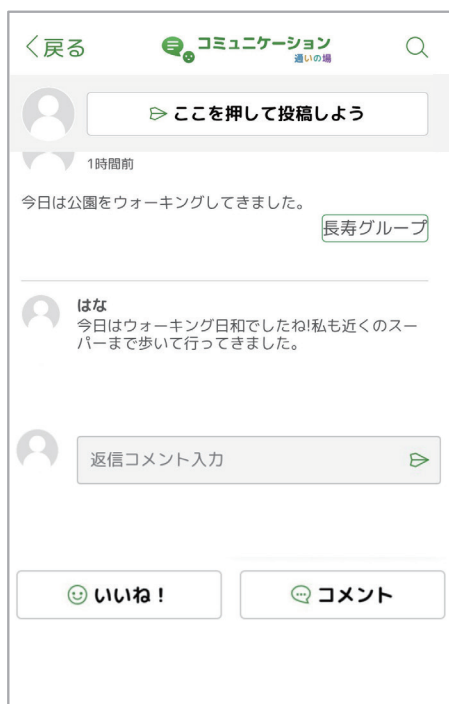 戻る
コミュニケーション
通いの場
ここを押して投稿しよう
1時間前
今日は公園をウォーキングしてきました。
長寿グループ
はな
今日はウォーキング日和でしたね!私も近くのスー
パーまで歩いて行ってきました。
返信コメント入力
いいね!
コメント